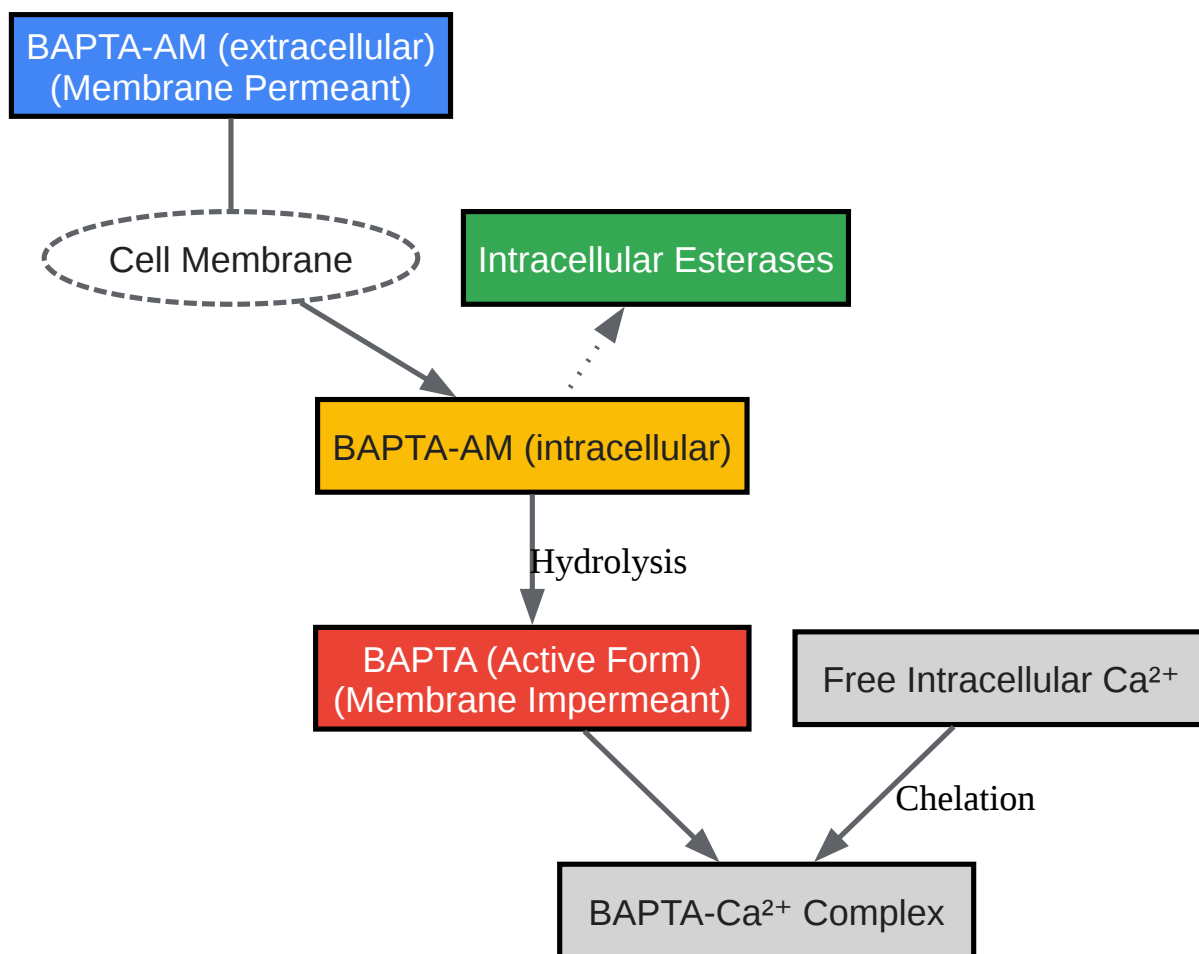 BAPTA-AM (extracellular)
(Membrane Permeant)
Cell Membrane
Intracellular Esterases
BAPTA-AM (intracellular)
Hydrolysis
BAPTA (Active Form)
(Membrane Impermeant)
Free Intracellular Ca²⁺
Chelation
BAPTA-Ca²⁺ Complex